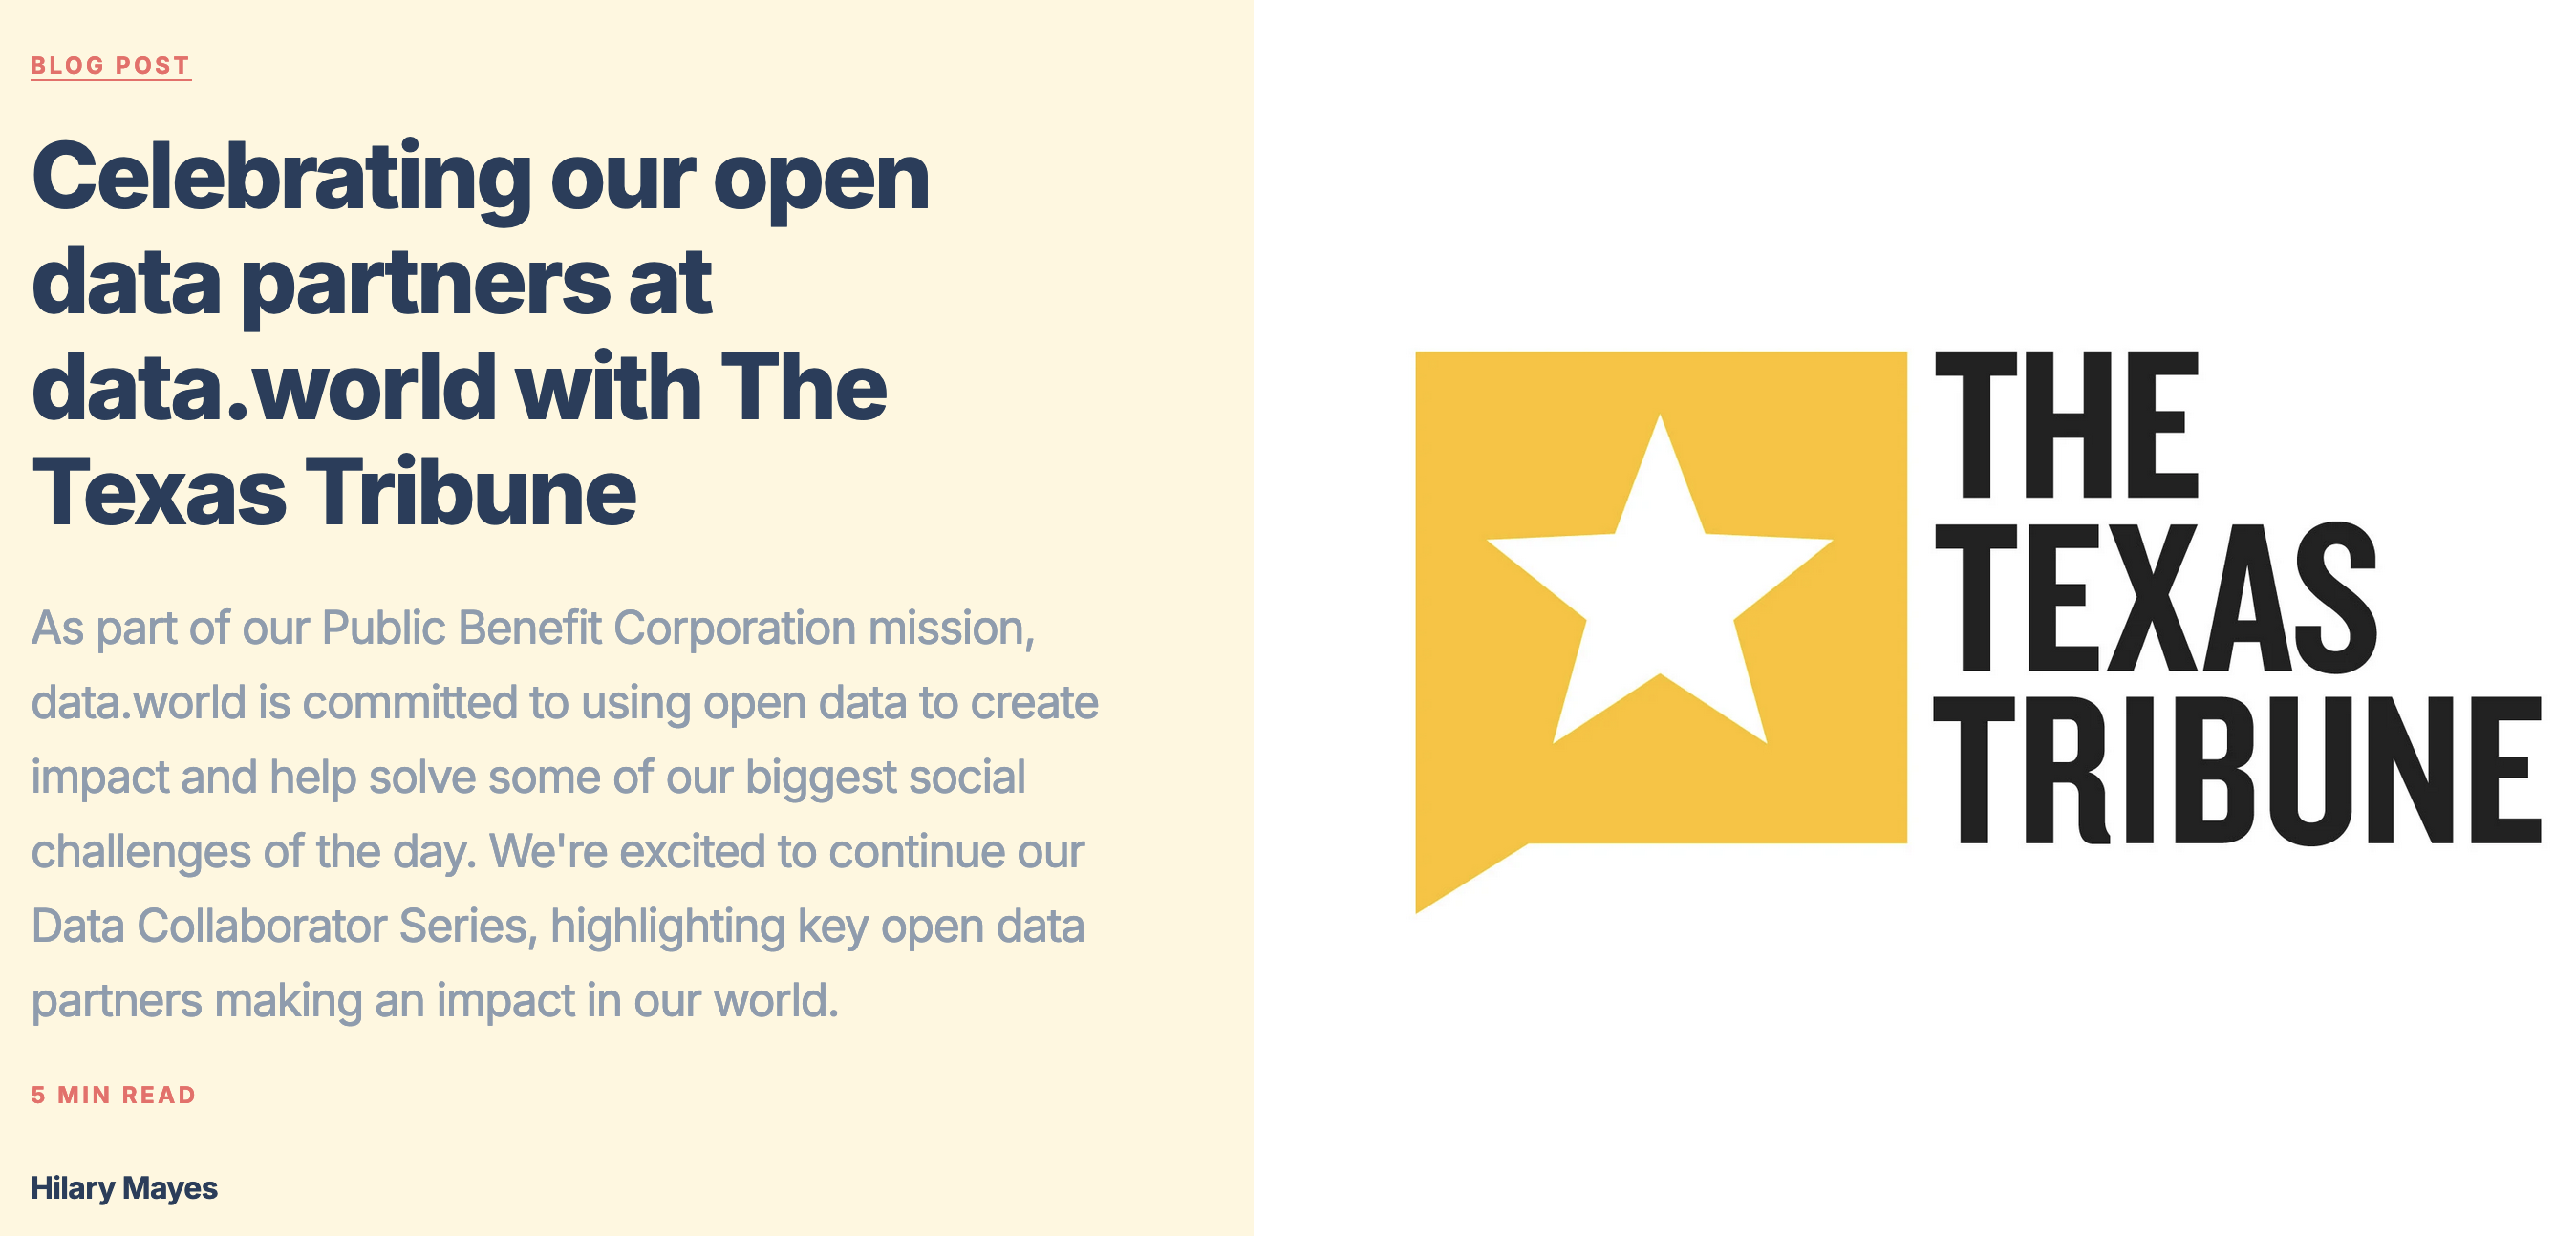 BLOG POST
Celebrating our open
data partners at
data.world with The
Texas Tribune
As part of our Public Benefit Corporation mission,
data.world is committed to using open data to create
impact and help solve some of our biggest social
challenges of the day. We're excited to continue our
Data Collaborator Series, highlighting key open data
partners making an impact in our world.
5 MIN READ
Hilary Mayes
THE
TEXAS
TRIBUNE